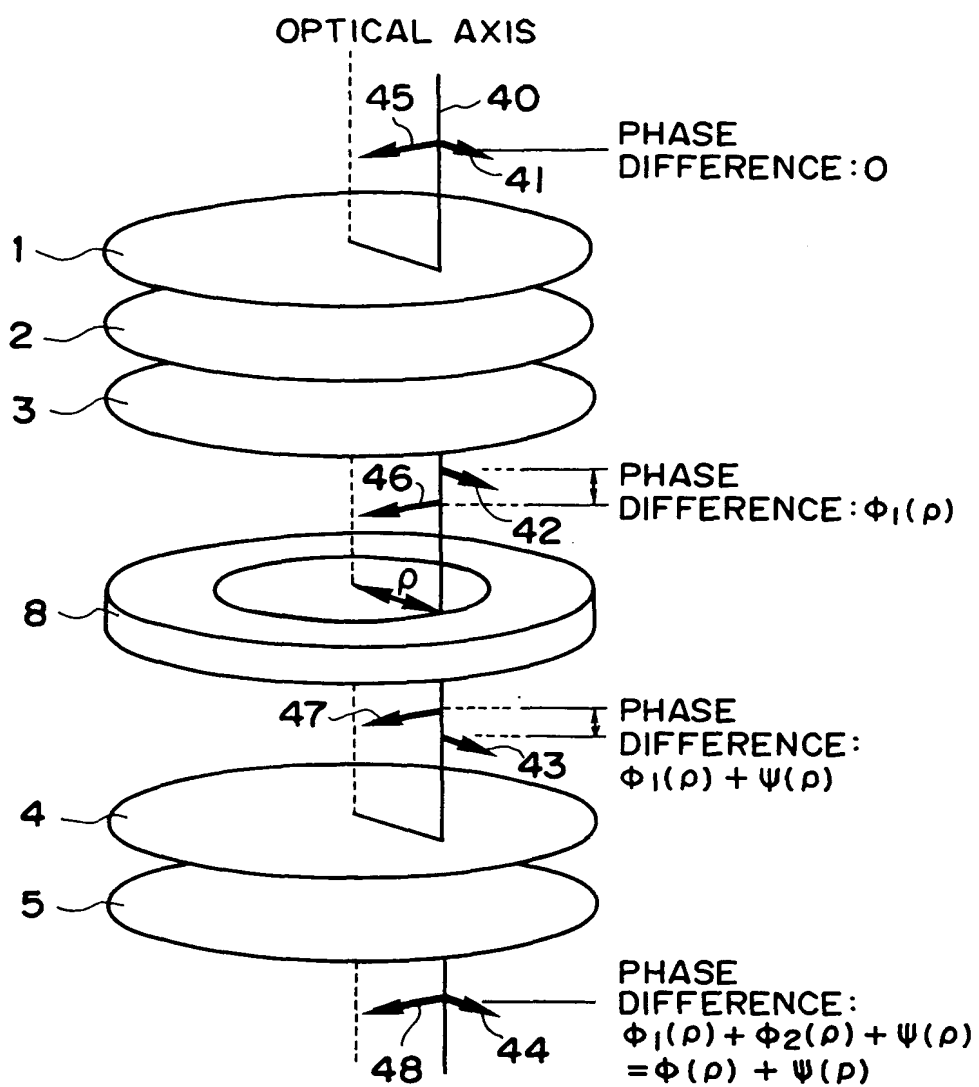 OPTICAL AXIS
45
40
PHASE
DIFFERENCE: 0
41
1
2
3
46
PHASE
DIFFERENCE: Φ₁(ρ)
42
ρ
8
47
PHASE
DIFFERENCE:
Φ₁(ρ) + Ψ(ρ)
43
4
5
PHASE
DIFFERENCE:
Φ₁(ρ) + Φ₂(ρ) + Ψ(ρ)
= Φ(ρ) + Ψ(ρ)
48
44